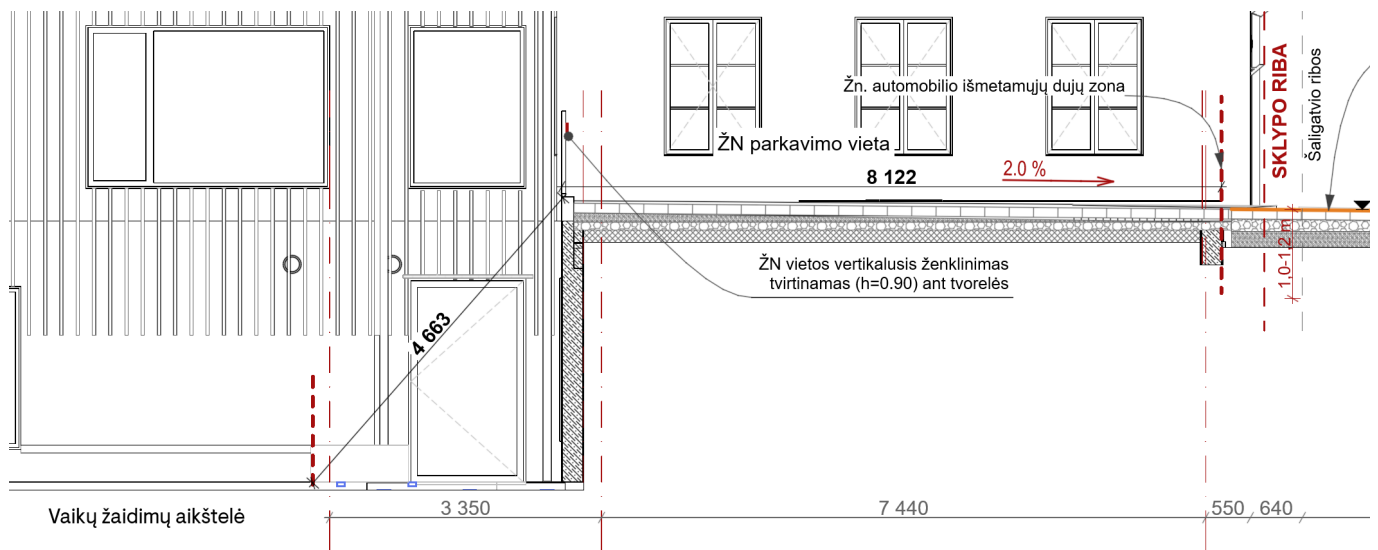 Žn. automobilio išmetamųjų dujų zona
SKLYPO RIBA
Šaligatvio ribos
ŽN parkavimo vieta
8 122
2.0 %
ŽN vietos vertikalusis ženklinimas
tvirtinamas (h=0.90) ant tvorelės
1,0-1,2 m
4 663
Vaikų žaidimų aikštelė
3 350
7 440
550
640